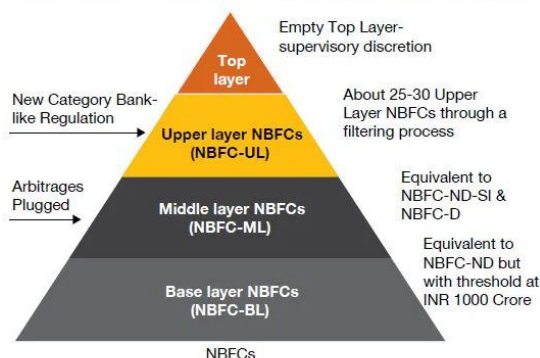 Empty Top Layer-
supervisory discretion
Top
layer
New Category Bank-
like Regulation
About 25-30 Upper
Layer NBFCs through a
filtering process
Upper layer NBFCs
(NBFC-UL)
Arbitrages
Plugged
Equivalent to
NBFC-ND-SI &
NBFC-D
Middle layer NBFCs
(NBFC-ML)
Equivalent to
NBFC-ND but
with threshold at
INR 1000 Crore
Base layer NBFCs
(NBFC-BL)
NBFCs